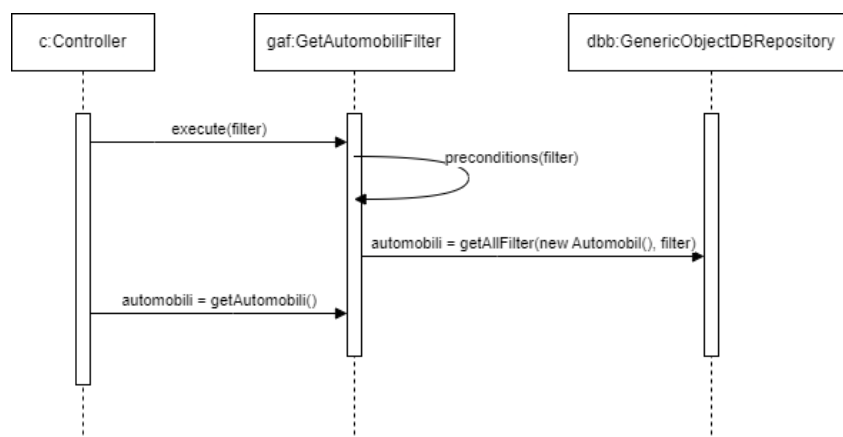 c:Controller
gaf:GetAutomobiliFilter
dbb:GenericObjectDBRepository
execute(filter)
preconditions(filter)
automobili = getAllFilter(new Automobil(), filter)
automobili = getAutomobili()